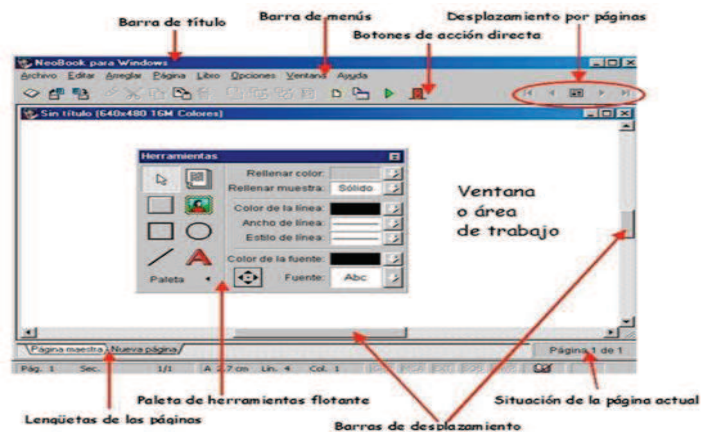 Barra de título
Barra de menús
Desplazamiento por páginas
Botones de acción directa
NeoBook para Windows
Archivo Editar Arreglar Página Libro Opciones Ventana Ayuda
Sin título (640x480 16M Colores)
Herramientas
Rellenar color:
Rellenar muestra: Sólido
Color de la línea:
Ancho de línea:
Estilo de línea:
Color de la fuente:
Paleta
Fuente: Abc
Ventana
o área
de trabajo
Página maestra Nueva página
Página 1 de 1
Pág. 1 Sec. 1/1 A 2,7 cm Lín. 4 Col. 1
Paleta de herramientas flotante
Situación de la página actual
Lengüetas de las páginas
Barras de desplazamiento